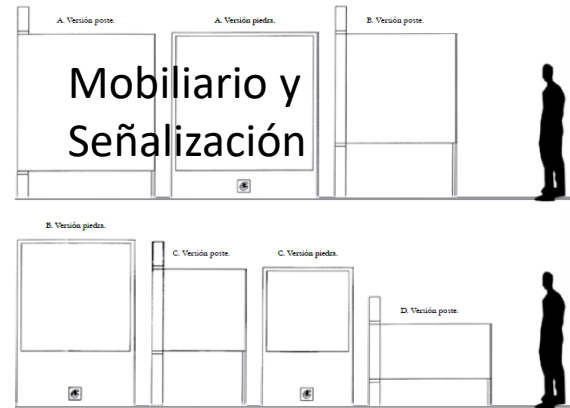 A. Versión poste.
A. Versión piedra.
B. Versión poste.
Mobiliario y
Señalización
B. Versión piedra.
C. Versión poste.
C. Versión piedra.
D. Versión poste.